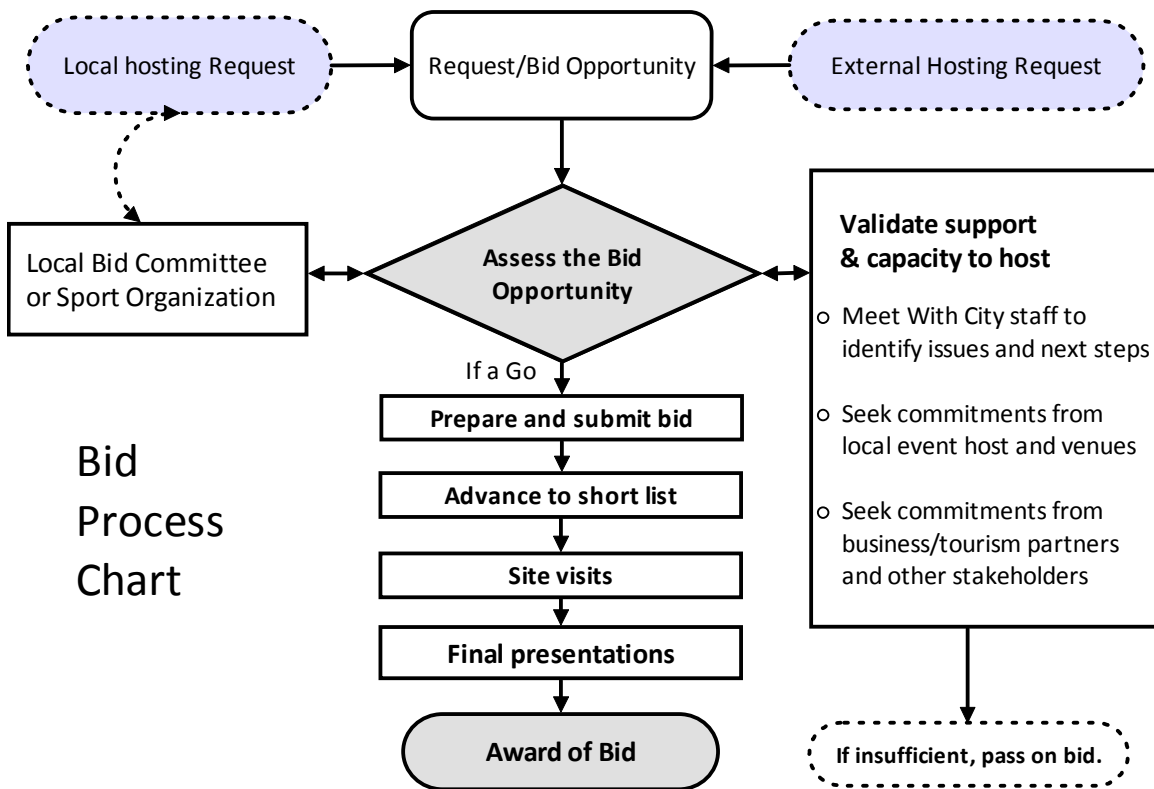 Local hosting Request
Request/Bid Opportunity
External Hosting Request
Local Bid Committee
or Sport Organization
Assess the Bid
Opportunity
Validate support
& capacity to host
Meet With City staff to
identify issues and next steps
Seek commitments from
local event host and venues
Seek commitments from
business/tourism partners
and other stakeholders
If a Go
Prepare and submit bid
Advance to short list
Site visits
Final presentations
Award of Bid
If insufficient, pass on bid.
Bid
Process
Chart